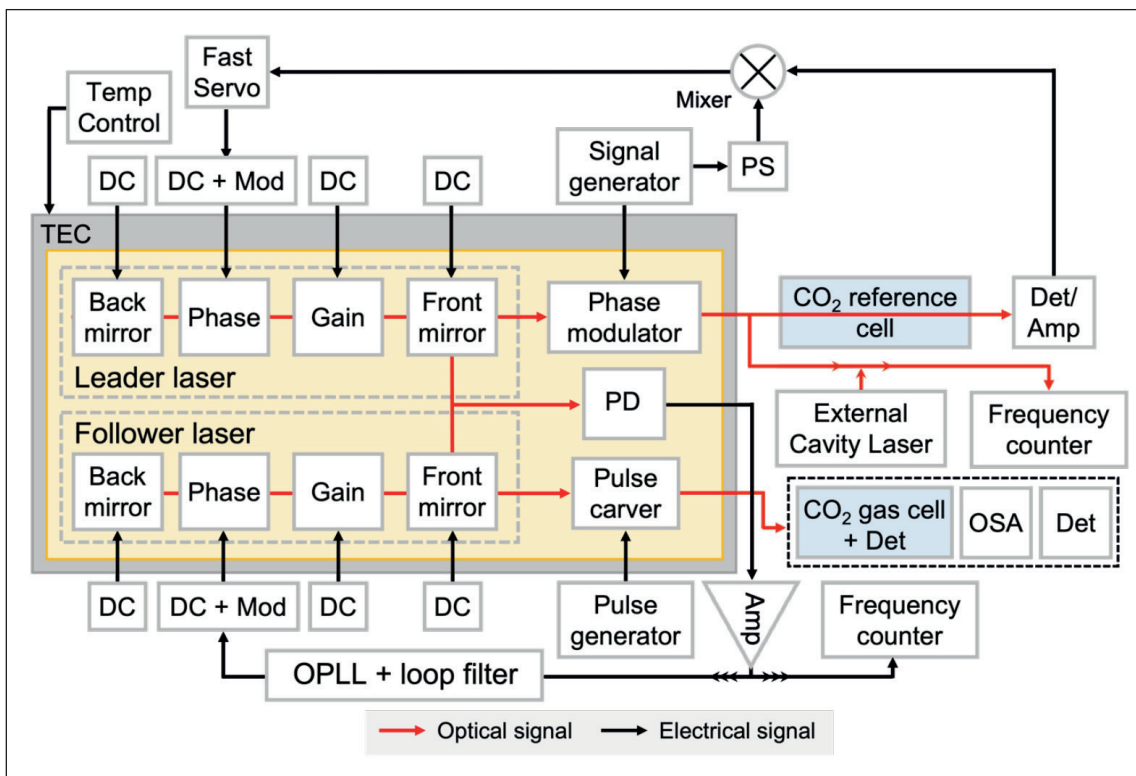 Fast
Servo
Mixer
Temp
Control
Signal
generator
PS
DC
DC + Mod
DC
DC
TEC
Back
mirror
Phase
Gain
Front
mirror
Phase
modulator
CO₂ reference
cell
Det/
Amp
Leader laser
PD
External
Cavity Laser
Frequency
counter
Follower laser
Back
mirror
Phase
Gain
Front
mirror
Pulse
carver
CO₂ gas cell
+ Det
OSA
Det
DC
DC + Mod
DC
DC
Pulse
generator
Amp
Frequency
counter
OPLL + loop filter
Optical signal
Electrical signal